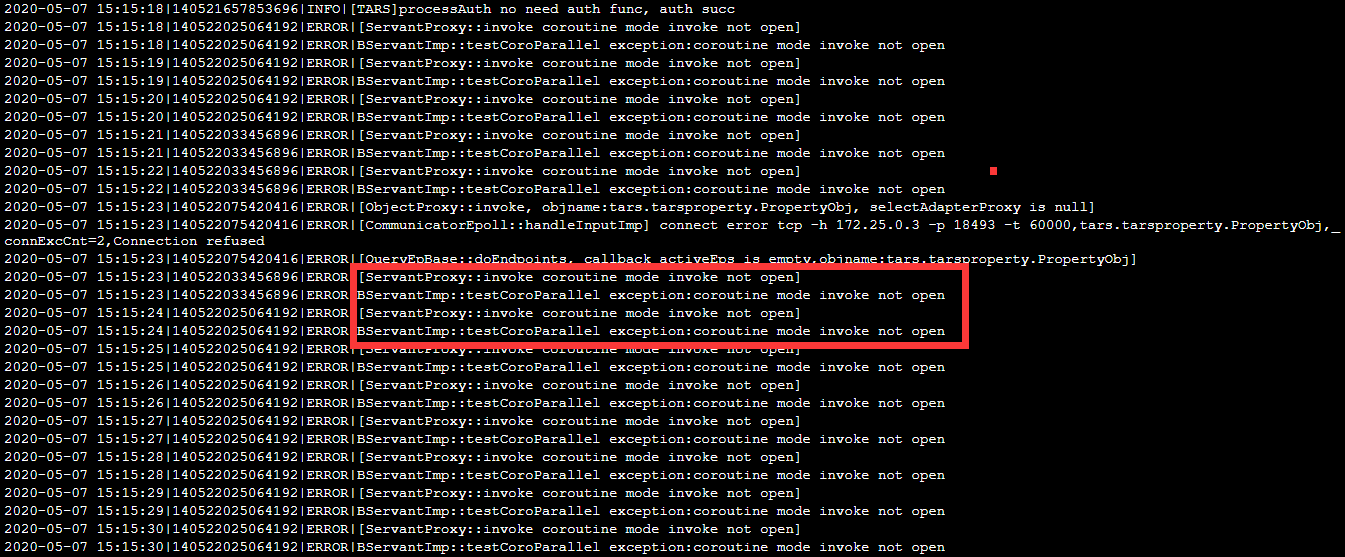 2020-05-07 15:15:18|140521657853696|INFO|[TARS]processAuth no need auth func, auth succ
2020-05-07 15:15:18|140522025064192|ERROR|[ServantProxy::invoke coroutine mode invoke not open]
2020-05-07 15:15:18|140522025064192|ERROR|BServantImp::testCoroParallel exception:coroutine mode invoke not open
2020-05-07 15:15:19|140522025064192|ERROR|[ServantProxy::invoke coroutine mode invoke not open]
2020-05-07 15:15:19|140522025064192|ERROR|BServantImp::testCoroParallel exception:coroutine mode invoke not open
2020-05-07 15:15:20|140522025064192|ERROR|[ServantProxy::invoke coroutine mode invoke not open]
2020-05-07 15:15:20|140522025064192|ERROR|BServantImp::testCoroParallel exception:coroutine mode invoke not open
2020-05-07 15:15:21|140522033456896|ERROR|[ServantProxy::invoke coroutine mode invoke not open]
2020-05-07 15:15:21|140522033456896|ERROR|BServantImp::testCoroParallel exception:coroutine mode invoke not open
2020-05-07 15:15:22|140522033456896|ERROR|[ServantProxy::invoke coroutine mode invoke not open]
2020-05-07 15:15:22|140522033456896|ERROR|BServantImp::testCoroParallel exception:coroutine mode invoke not open
2020-05-07 15:15:23|140522075420416|ERROR|[ObjectProxy::invoke, objname:tars.tarsproperty.PropertyObj, selectAdapterProxy is null]
2020-05-07 15:15:23|140522075420416|ERROR|[CommunicatorEpoll::handleInputImp] connect error tcp -h 172.25.0.3 -p 18493 -t 60000,tars.tarsproperty.PropertyObj,_
connExcCnt=2,Connection refused
2020-05-07 15:15:23|140522075420416|ERROR|[QueryEpBase::doEndpoints, callback activeEps is empty,objname:tars.tarsproperty.PropertyObj]
2020-05-07 15:15:23|140522033456896|ERROR|[ServantProxy::invoke coroutine mode invoke not open]
2020-05-07 15:15:23|140522033456896|ERROR|BServantImp::testCoroParallel exception:coroutine mode invoke not open
2020-05-07 15:15:24|140522025064192|ERROR|[ServantProxy::invoke coroutine mode invoke not open]
2020-05-07 15:15:24|140522025064192|ERROR|BServantImp::testCoroParallel exception:coroutine mode invoke not open
2020-05-07 15:15:25|140522025064192|ERROR|[ServantProxy::invoke coroutine mode invoke not open]
2020-05-07 15:15:25|140522025064192|ERROR|BServantImp::testCoroParallel exception:coroutine mode invoke not open
2020-05-07 15:15:26|140522025064192|ERROR|[ServantProxy::invoke coroutine mode invoke not open]
2020-05-07 15:15:26|140522025064192|ERROR|BServantImp::testCoroParallel exception:coroutine mode invoke not open
2020-05-07 15:15:27|140522025064192|ERROR|[ServantProxy::invoke coroutine mode invoke not open]
2020-05-07 15:15:27|140522025064192|ERROR|BServantImp::testCoroParallel exception:coroutine mode invoke not open
2020-05-07 15:15:28|140522025064192|ERROR|[ServantProxy::invoke coroutine mode invoke not open]
2020-05-07 15:15:28|140522025064192|ERROR|BServantImp::testCoroParallel exception:coroutine mode invoke not open
2020-05-07 15:15:29|140522025064192|ERROR|[ServantProxy::invoke coroutine mode invoke not open]
2020-05-07 15:15:29|140522025064192|ERROR|BServantImp::testCoroParallel exception:coroutine mode invoke not open
2020-05-07 15:15:30|140522025064192|ERROR|[ServantProxy::invoke coroutine mode invoke not open]
2020-05-07 15:15:30|140522025064192|ERROR|BServantImp::testCoroParallel exception:coroutine mode invoke not open